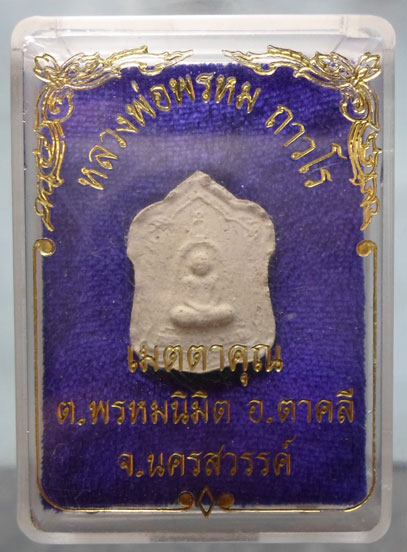 หลวงพ่อพรหม ถาวโร
เมตตาคุณ
ต.พรหมนิมิต อ.ตาคลี
จ.นครสวรรค์